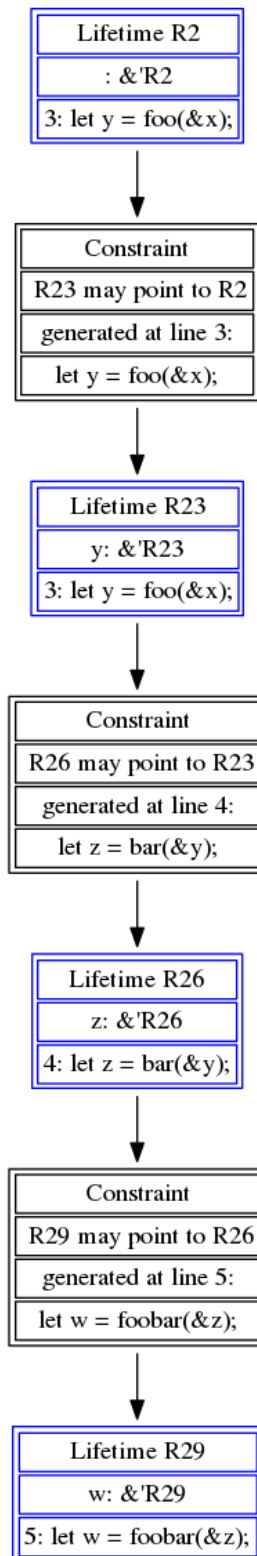 Lifetime R2
: &'R2
3: let y = foo(&x);
Constraint
R23 may point to R2
generated at line 3:
let y = foo(&x);
Lifetime R23
y: &'R23
3: let y = foo(&x);
Constraint
R26 may point to R23
generated at line 4:
let z = bar(&y);
Lifetime R26
z: &'R26
4: let z = bar(&y);
Constraint
R29 may point to R26
generated at line 5:
let w = foobar(&z);
Lifetime R29
w: &'R29
5: let w = foobar(&z);